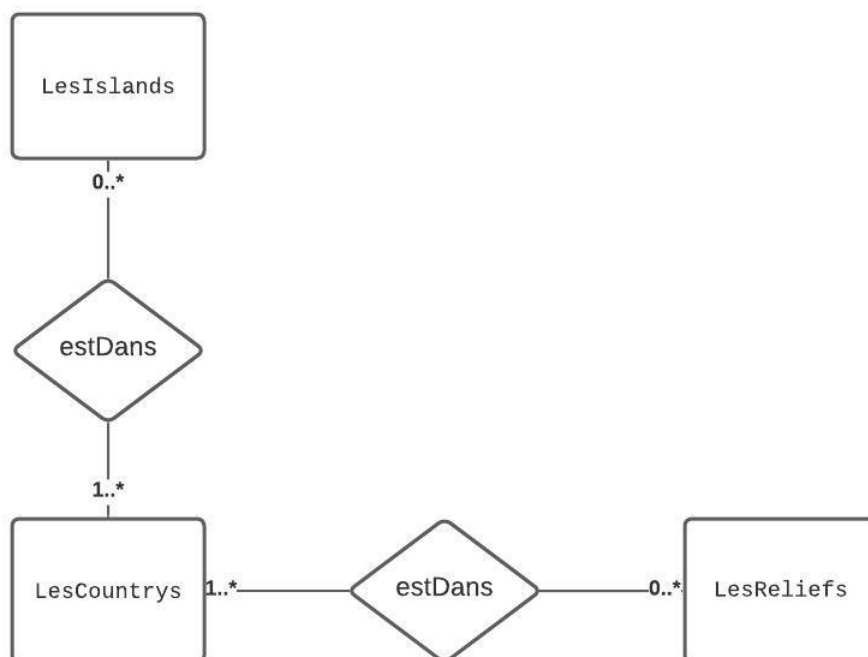 LesIslands
0..*
estDans
1..*
LesCountrys
1..*
estDans
0..*
LesReliefs